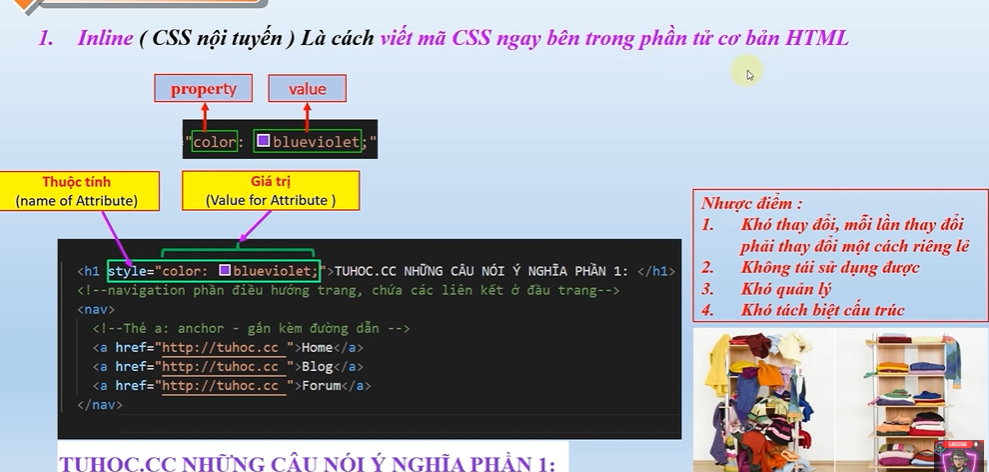 1. Inline ( CSS nội tuyến ) Là cách viết mã CSS ngay bên trong phần tử cơ bản HTML
property
value
"color: blueviolet;"
Thuộc tính
(name of Attribute)
Giá trị
(Value for Attribute )
<h1 style="color: blueviolet;">TUHOC.CC NHỮNG CÂU NÓI Ý NGHĨA PHẦN 1: </h1>
<!--navigation phần điều hướng trang, chứa các liên kết ở đầu trang-->
<nav>
<!--Thẻ a: anchor - gắn kèm đường dẫn -->
<a href="http://tuhoc.cc ">Home</a>
<a href="http://tuhoc.cc ">Blog</a>
<a href="http://tuhoc.cc ">Forum</a>
</nav>
TUHOC.CC NHỮNG CÂU NÓI Ý NGHĨA PHẦN 1:
Nhược điểm :
1. Khó thay đổi, mỗi lần thay đổi
phải thay đổi một cách riêng lẻ
2. Không tái sử dụng được
3. Khó quản lý
4. Khó tách biệt cấu trúc
SUBSCRIBE